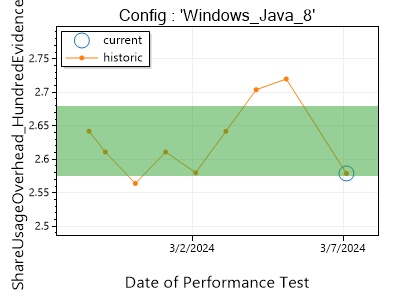 Config : 'Windows_Java_8'
current
historic
2.75
2.7
2.65
2.6
2.55
2.5
ShareUsageOverhead_HundredEvidence
3/2/2024
3/7/2024
Date of Performance Test